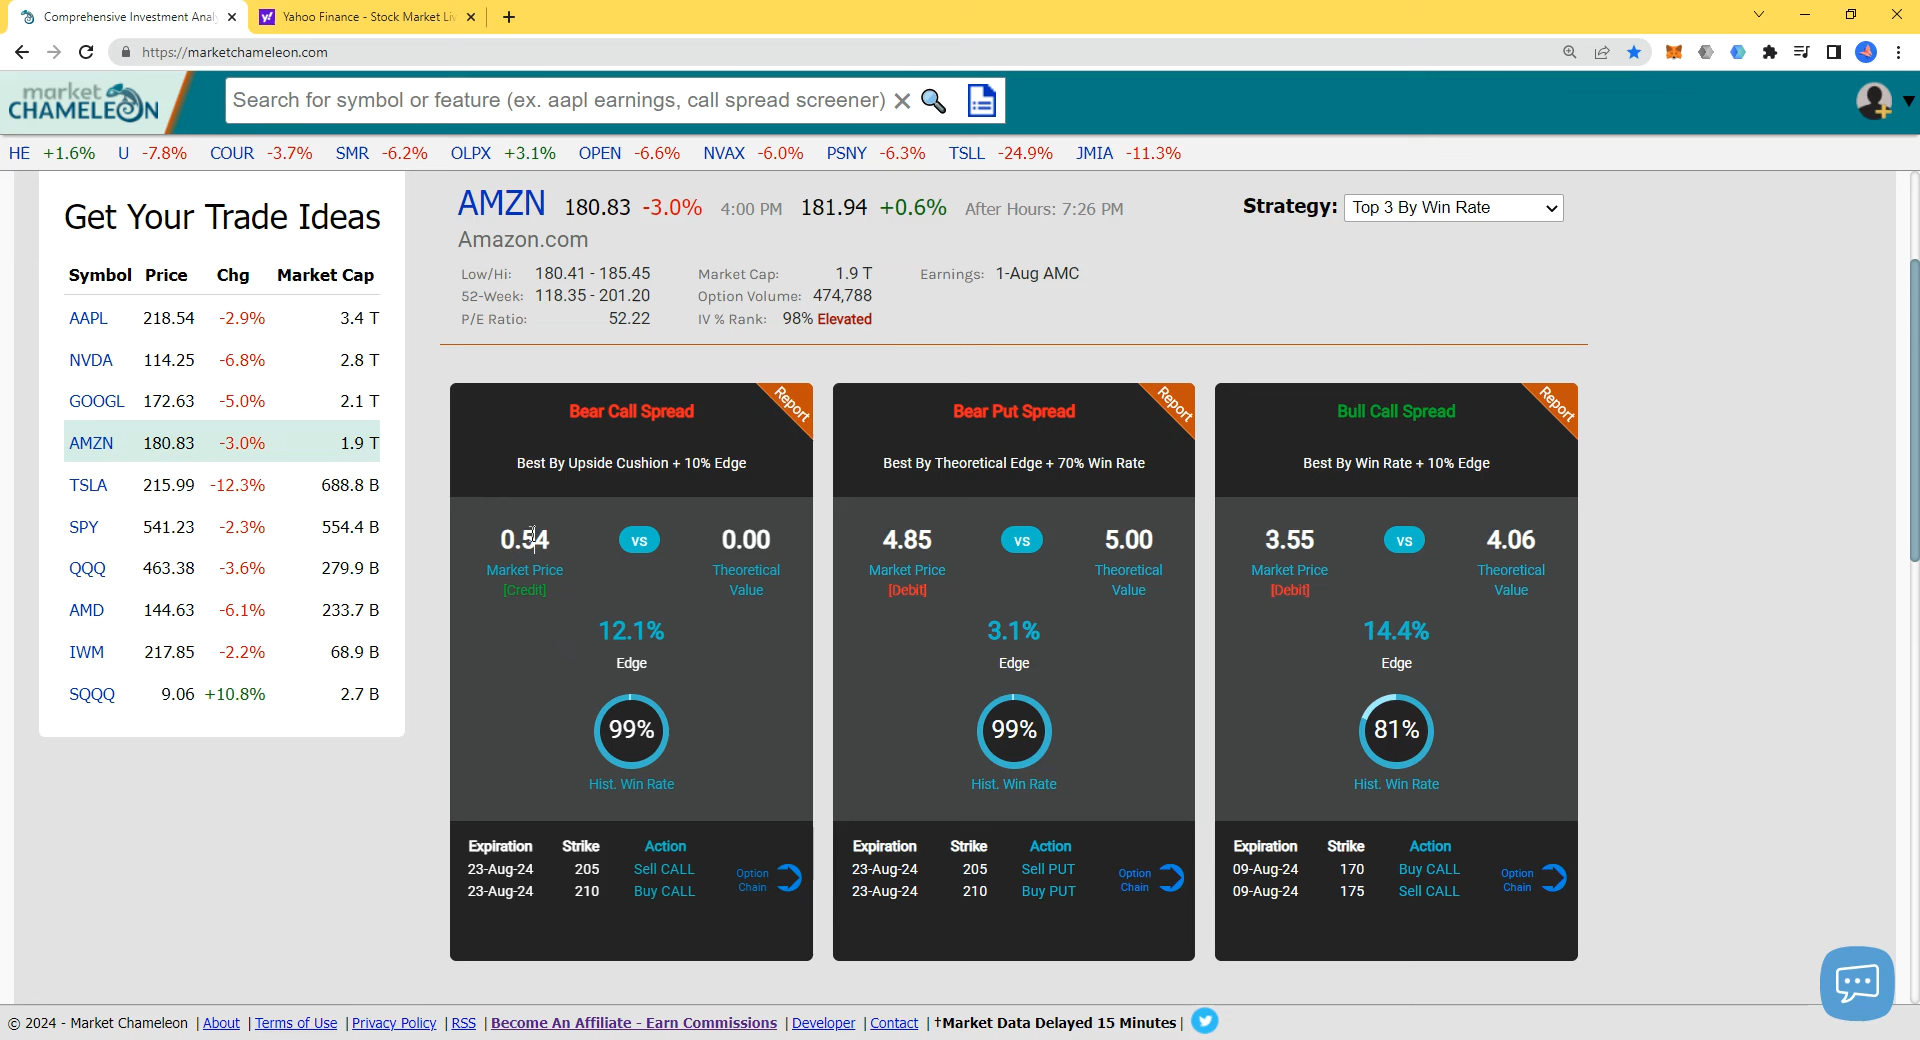 Comprehensive Investment Analy
Yahoo Finance - Stock Market Liv
https://marketchameleon.com
market
CHAMELEON
Search for symbol or feature (ex. aapl earnings, call spread screener)
HE +1.6% U -7.8% COUR -3.7% SMR -6.2% OLPX +3.1% OPEN -6.6% NVAX -6.0% PSNY -6.3% TSLL -24.9% JMIA -11.3%
Get Your Trade Ideas
Symbol Price Chg Market Cap
AAPL 218.54 -2.9% 3.4 T
NVDA 114.25 -6.8% 2.8 T
GOOGL 172.63 -5.0% 2.1 T
AMZN 180.83 -3.0% 1.9 T
TSLA 215.99 -12.3% 688.8 B
SPY 541.23 -2.3% 554.4 B
QQQ 463.38 -3.6% 279.9 B
AMD 144.63 -6.1% 233.7 B
IWM 217.85 -2.2% 68.9 B
SQQQ 9.06 +10.8% 2.7 B
AMZN 180.83 -3.0% 4:00 PM 181.94 +0.6% After Hours: 7:26 PM
Strategy: Top 3 By Win Rate
Amazon.com
Low/Hi: 180.41 - 185.45 Market Cap: 1.9 T Earnings: 1-Aug AMC
52-Week: 118.35 - 201.20 Option Volume: 474,788
P/E Ratio: 52.22 IV % Rank: 98% Elevated
Report
Bear Call Spread
Best By Upside Cushion + 10% Edge
0.54 vs 0.00
Market Price Theoretical
[Credit] Value
12.1%
Edge
99%
Hist. Win Rate
Expiration Strike Action
23-Aug-24 205 Sell CALL
23-Aug-24 210 Buy CALL
Option
Chain
Report
Bear Put Spread
Best By Theoretical Edge + 70% Win Rate
4.85 vs 5.00
Market Price Theoretical
[Debit] Value
3.1%
Edge
99%
Hist. Win Rate
Expiration Strike Action
23-Aug-24 205 Sell PUT
23-Aug-24 210 Buy PUT
Option
Chain
Report
Bull Call Spread
Best By Win Rate + 10% Edge
3.55 vs 4.06
Market Price Theoretical
[Debit] Value
14.4%
Edge
81%
Hist. Win Rate
Expiration Strike Action
09-Aug-24 170 Buy CALL
09-Aug-24 175 Sell CALL
Option
Chain
© 2024 - Market Chameleon | About | Terms of Use | Privacy Policy | RSS | Become An Affiliate - Earn Commissions | Developer | Contact | †Market Data Delayed 15 Minutes |